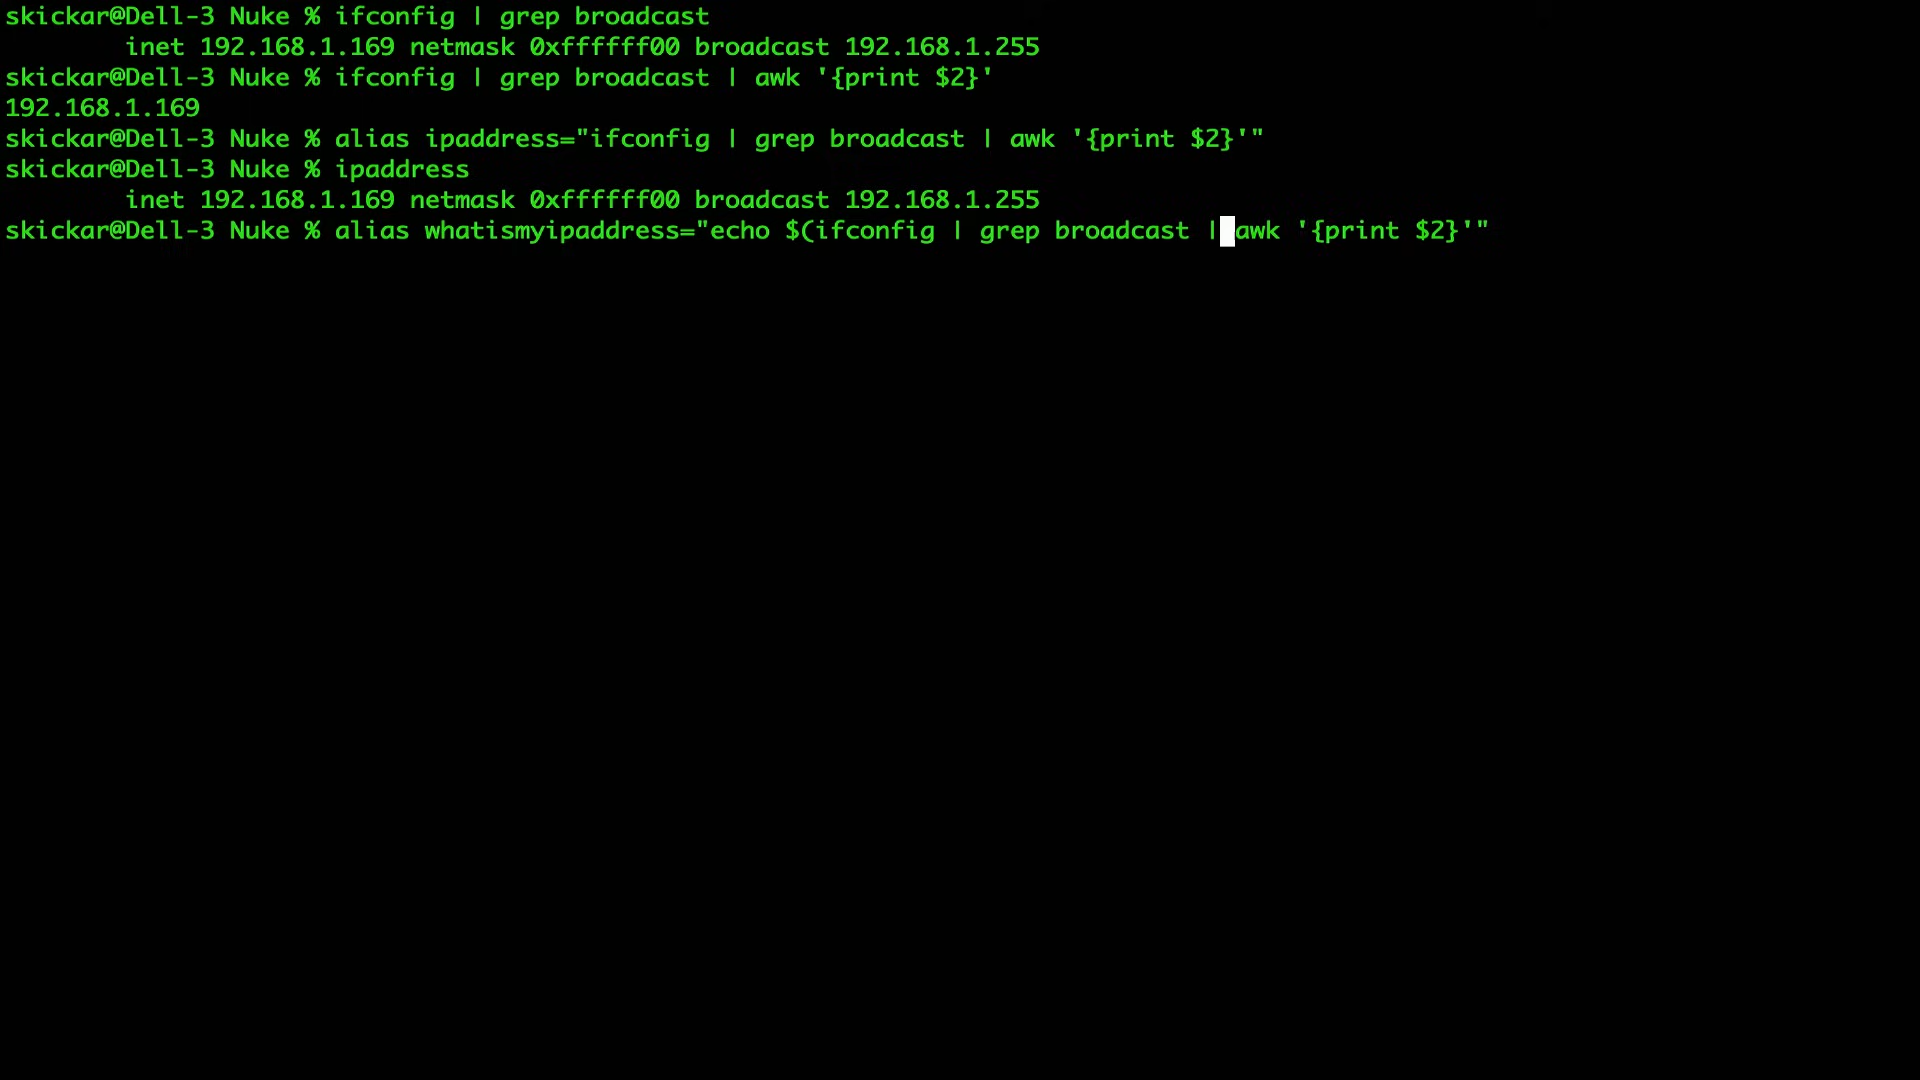 skickar@Dell-3 Nuke % ifconfig | grep broadcast
        inet 192.168.1.169 netmask 0xffffff00 broadcast 192.168.1.255
skickar@Dell-3 Nuke % ifconfig | grep broadcast | awk '{print $2}'
192.168.1.169
skickar@Dell-3 Nuke % alias ipaddress="ifconfig | grep broadcast | awk '{print $2}'"
skickar@Dell-3 Nuke % ipaddress
        inet 192.168.1.169 netmask 0xffffff00 broadcast 192.168.1.255
skickar@Dell-3 Nuke % alias whatismyipaddress="echo $(ifconfig | grep broadcast | awk '{print $2}'"